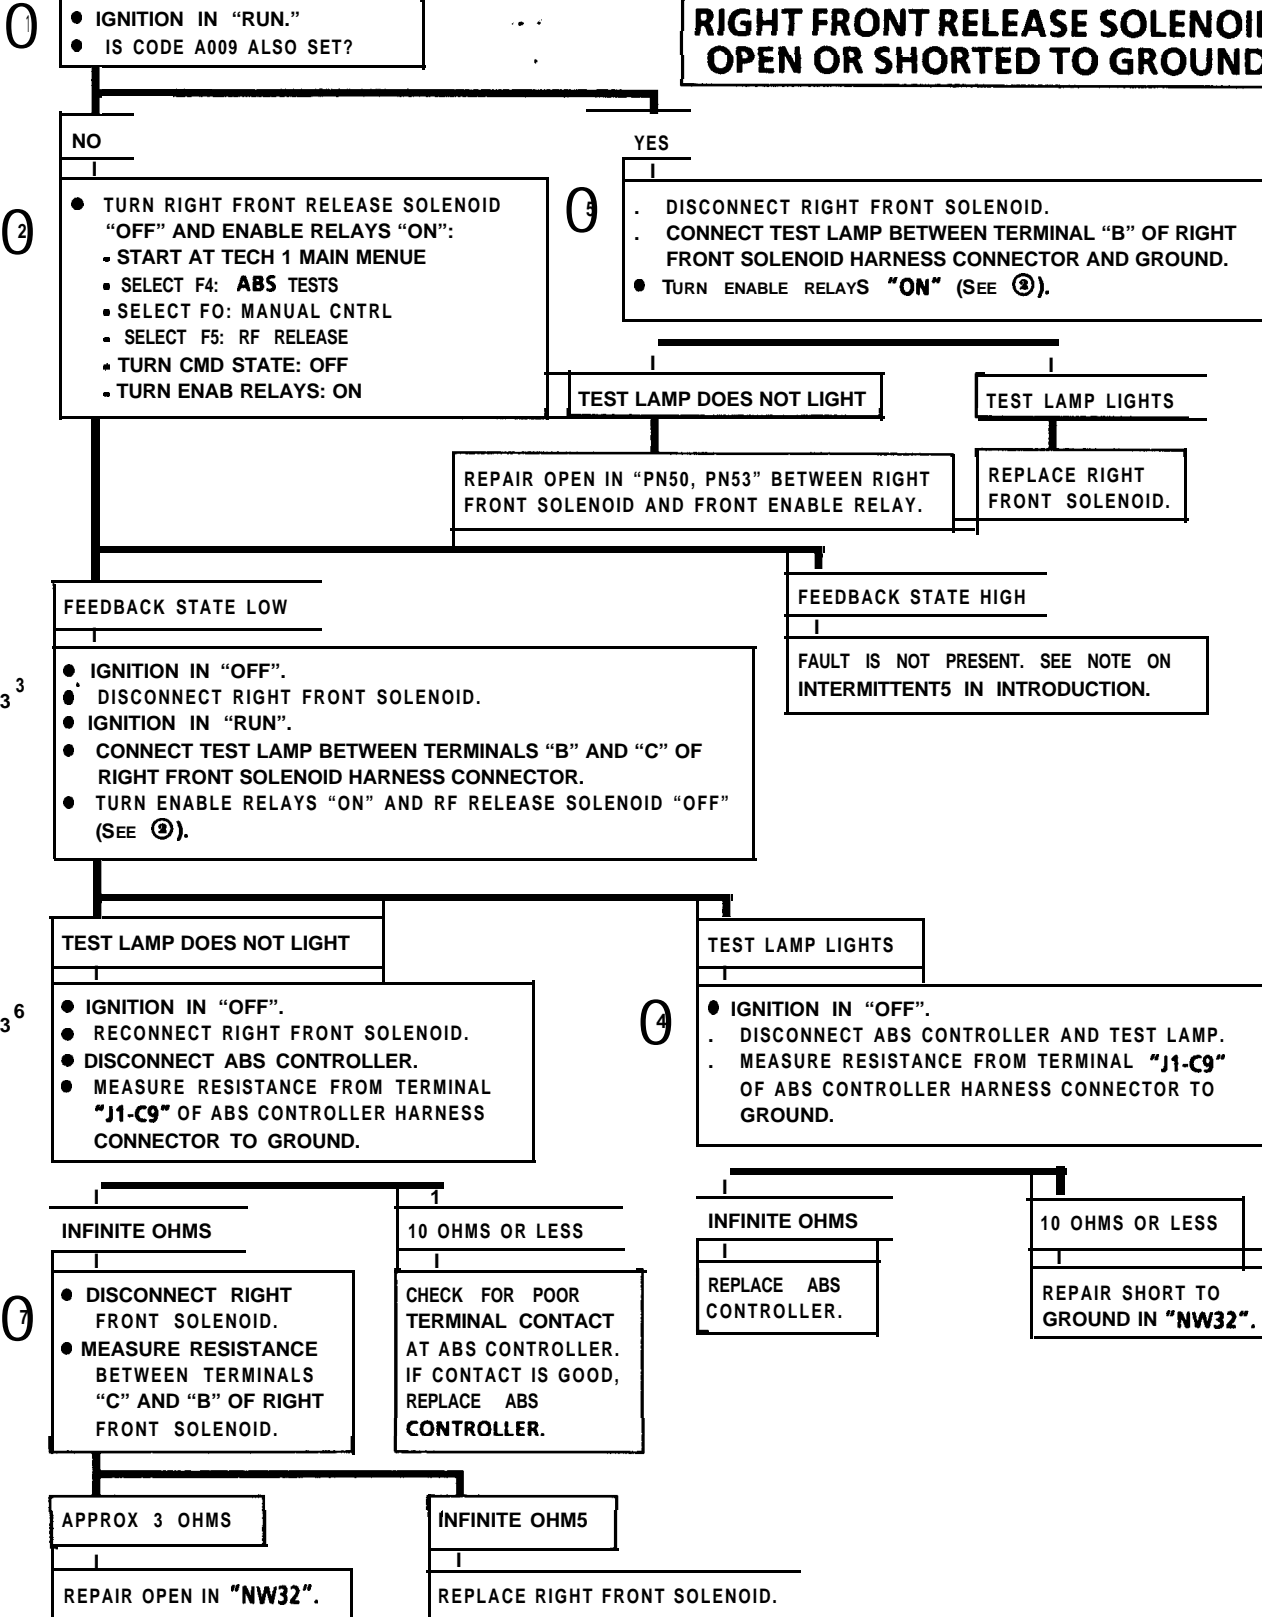 RIGHT FRONT RELEASE SOLENOI
OPEN OR SHORTED TO GROUND
1
● IGNITION IN “RUN.”
● IS CODE A009 ALSO SET?
NO
YES
2
● TURN RIGHT FRONT RELEASE SOLENOID
“OFF” AND ENABLE RELAYS “ON”:
- START AT TECH 1 MAIN MENUE
- SELECT F4: ABS TESTS
- SELECT FO: MANUAL CNTRL
- SELECT F5: RF RELEASE
- TURN CMD STATE: OFF
- TURN ENAB RELAYS: ON
5
. DISCONNECT RIGHT FRONT SOLENOID.
. CONNECT TEST LAMP BETWEEN TERMINAL “B” OF RIGHT
FRONT SOLENOID HARNESS CONNECTOR AND GROUND.
● TURN ENABLE RELAYS "ON" (SEE ②).
TEST LAMP DOES NOT LIGHT
TEST LAMP LIGHTS
REPAIR OPEN IN “PN50, PN53” BETWEEN RIGHT
FRONT SOLENOID AND FRONT ENABLE RELAY.
REPLACE RIGHT
FRONT SOLENOID.
FEEDBACK STATE LOW
FEEDBACK STATE HIGH
FAULT IS NOT PRESENT. SEE NOTE ON
INTERMITTENT5 IN INTRODUCTION.
3 3
● IGNITION IN “OFF”.
● DISCONNECT RIGHT FRONT SOLENOID.
● IGNITION IN “RUN”.
● CONNECT TEST LAMP BETWEEN TERMINALS “B” AND “C” OF
RIGHT FRONT SOLENOID HARNESS CONNECTOR.
● TURN ENABLE RELAYS “ON” AND RF RELEASE SOLENOID “OFF”
(SEE ②).
TEST LAMP DOES NOT LIGHT
TEST LAMP LIGHTS
3 6
● IGNITION IN “OFF”.
● RECONNECT RIGHT FRONT SOLENOID.
● DISCONNECT ABS CONTROLLER.
● MEASURE RESISTANCE FROM TERMINAL
"J1-C9" OF ABS CONTROLLER HARNESS
CONNECTOR TO GROUND.
4
● IGNITION IN “OFF”.
. DISCONNECT ABS CONTROLLER AND TEST LAMP.
. MEASURE RESISTANCE FROM TERMINAL "J1-C9"
OF ABS CONTROLLER HARNESS CONNECTOR TO
GROUND.
INFINITE OHMS
10 OHMS OR LESS
INFINITE OHMS
10 OHMS OR LESS
7
● DISCONNECT RIGHT
FRONT SOLENOID.
● MEASURE RESISTANCE
BETWEEN TERMINALS
“C” AND “B” OF RIGHT
FRONT SOLENOID.
CHECK FOR POOR
TERMINAL CONTACT
AT ABS CONTROLLER.
IF CONTACT IS GOOD,
REPLACE ABS
CONTROLLER.
REPLACE ABS
CONTROLLER.
REPAIR SHORT TO
GROUND IN "NW32".
APPROX 3 OHMS
INFINITE OHM5
REPAIR OPEN IN "NW32".
REPLACE RIGHT FRONT SOLENOID.